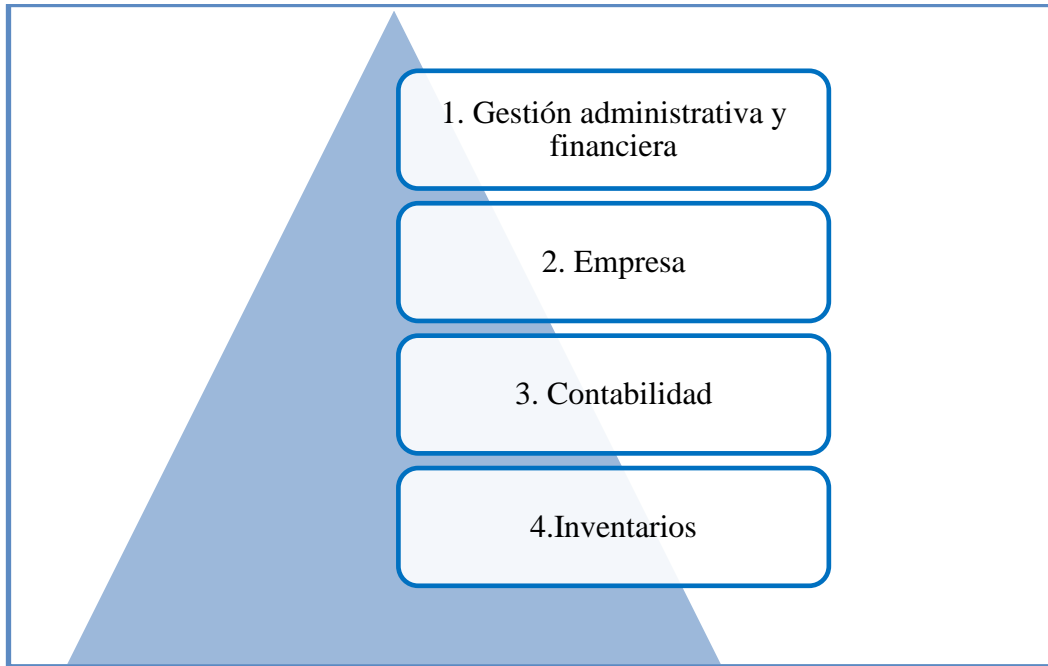 1. Gestión administrativa y
financiera
2. Empresa
3. Contabilidad
4.Inventarios